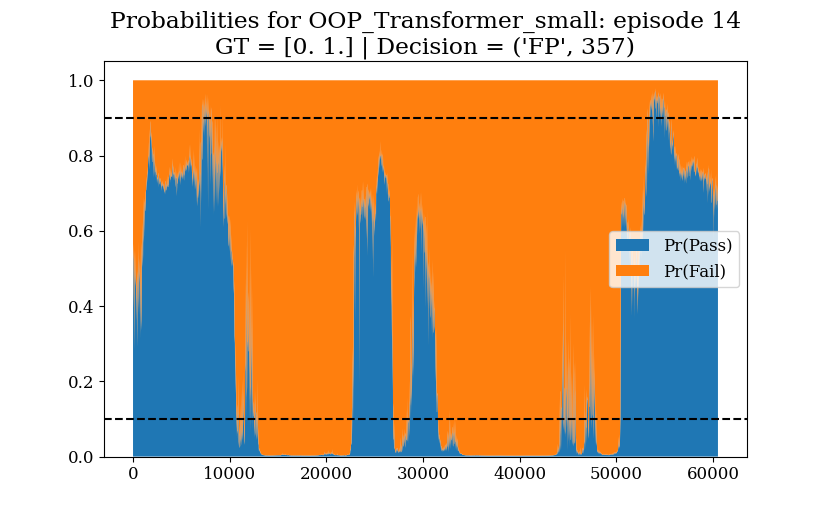 Probabilities for OOP_Transformer_small: episode 14
GT = [0. 1.] | Decision = ('FP', 357)
1.0
0.8
0.6
0.4
0.2
0.0
Pr(Pass)
Pr(Fail)
0 10000 20000 30000 40000 50000 60000